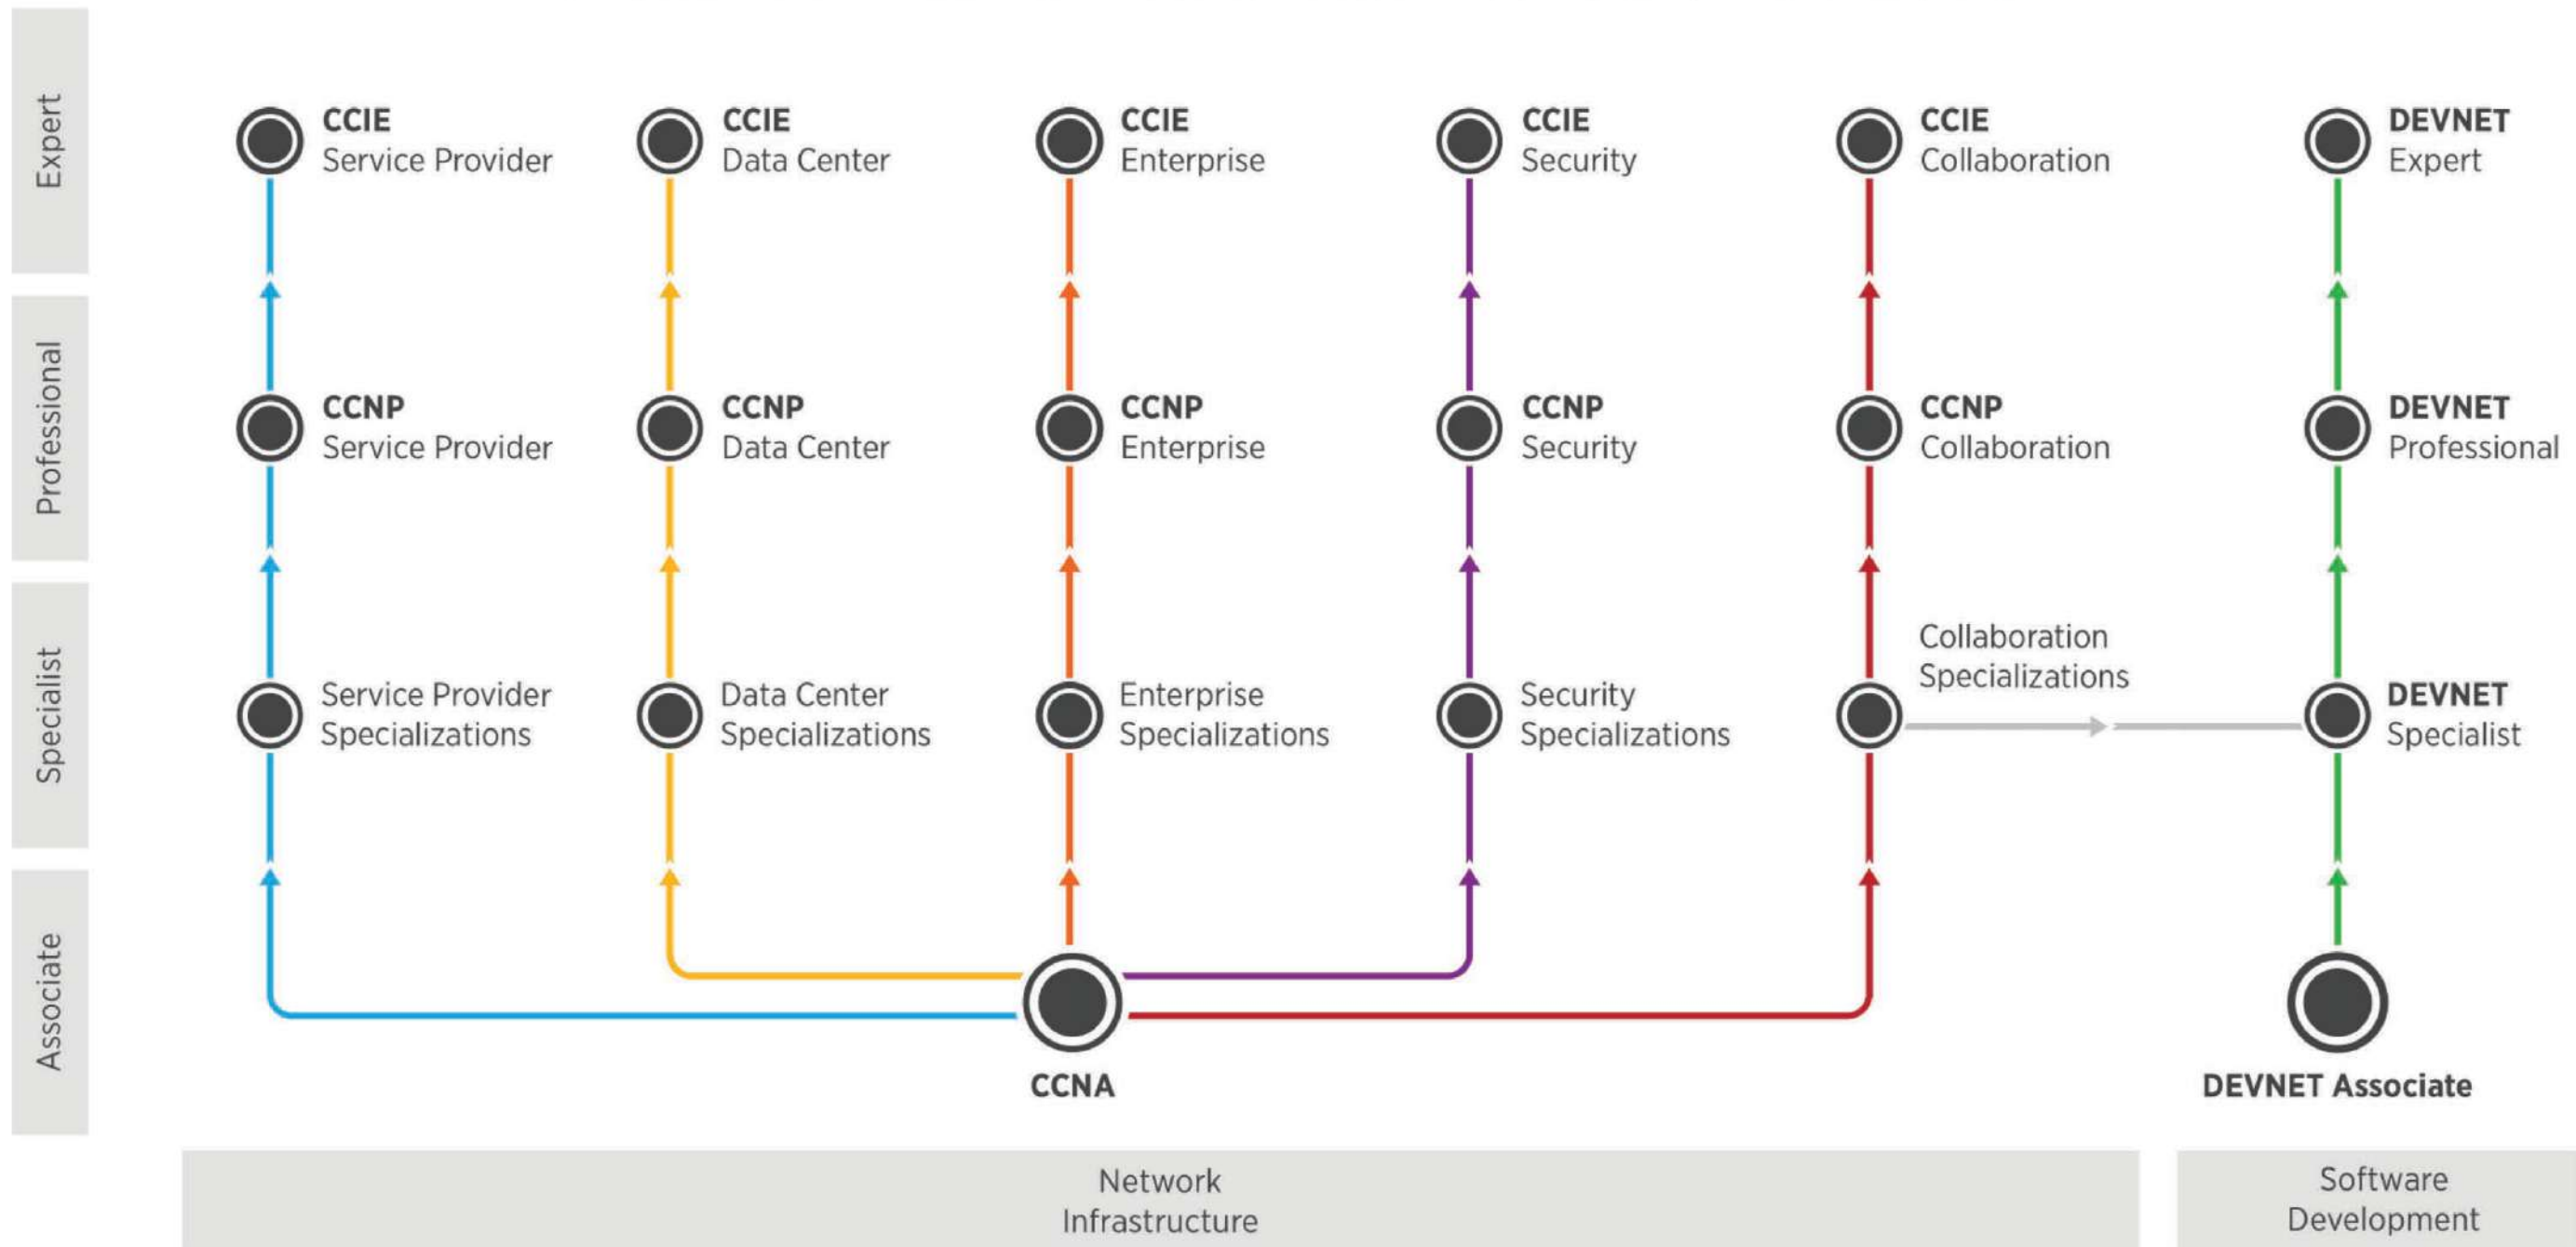 Expert
CCIE
Service Provider
CCIE
Data Center
CCIE
Enterprise
CCIE
Security
CCIE
Collaboration
DEVNET
Expert
Professional
CCNP
Service Provider
CCNP
Data Center
CCNP
Enterprise
CCNP
Security
CCNP
Collaboration
DEVNET
Professional
Specialist
Service Provider
Specializations
Data Center
Specializations
Enterprise
Specializations
Security
Specializations
Collaboration
Specializations
DEVNET
Specialist
Associate
CCNA
DEVNET Associate
Network
Infrastructure
Software
Development